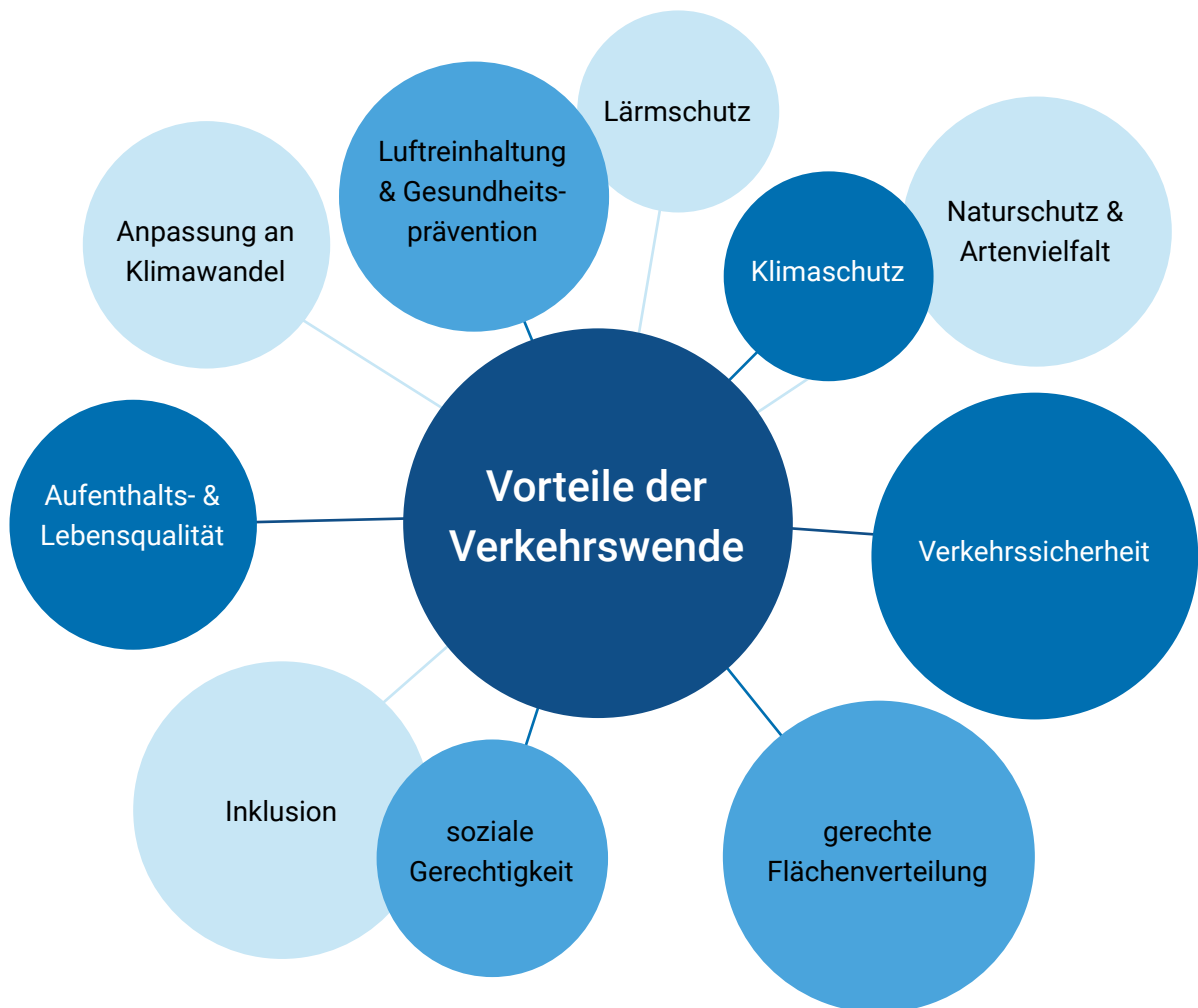 Lärmschutz
Luftreinhaltung
& Gesundheits-
prävention
Anpassung an
Klimawandel
Klimaschutz
Naturschutz &
Artenvielfalt
Aufenthalts- &
Lebensqualität
Vorteile der
Verkehrswende
Verkehrssicherheit
Inklusion
soziale
Gerechtigkeit
gerechte
Flächenverteilung